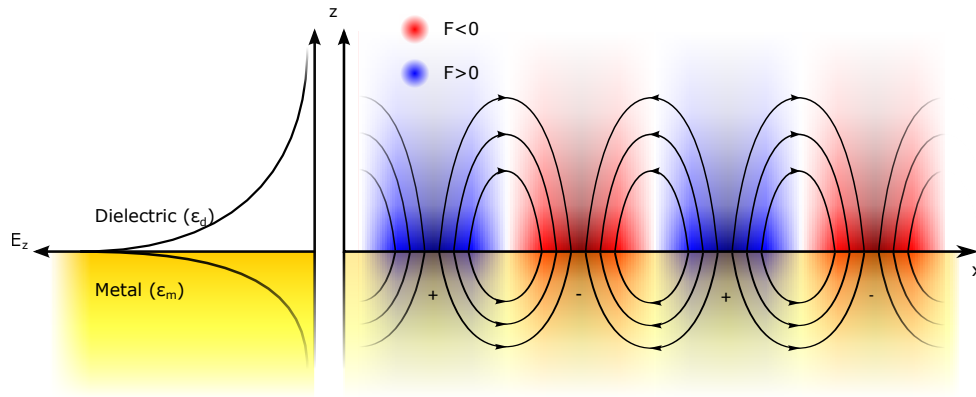 z
F<0
F>0
Dielectric (εd)
Ez
x
Metal (εm)
+ - + -